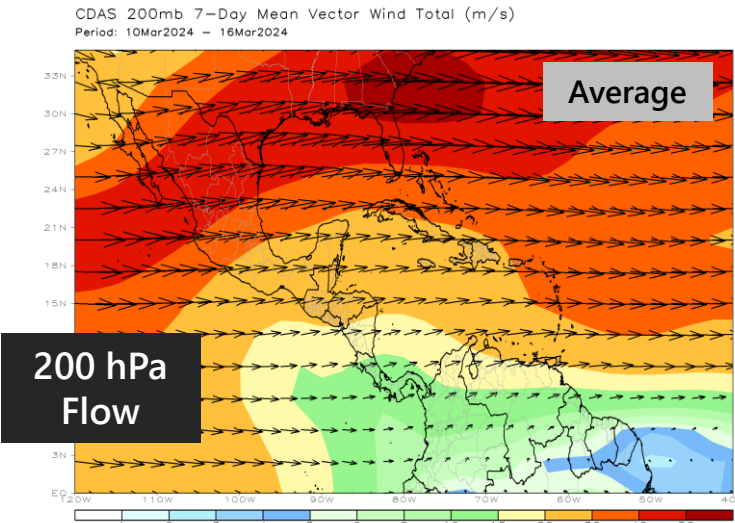 CDAS 200mb 7-Day Mean Vector Wind Total (m/s)
Period: 10Mar2024 - 16Mar2024
Average
33N
30N
27N
24N
21N
18N
15N
200 hPa
Flow
3N
EQ
120W 110W 100W 90W 80W 70W 60W 50W